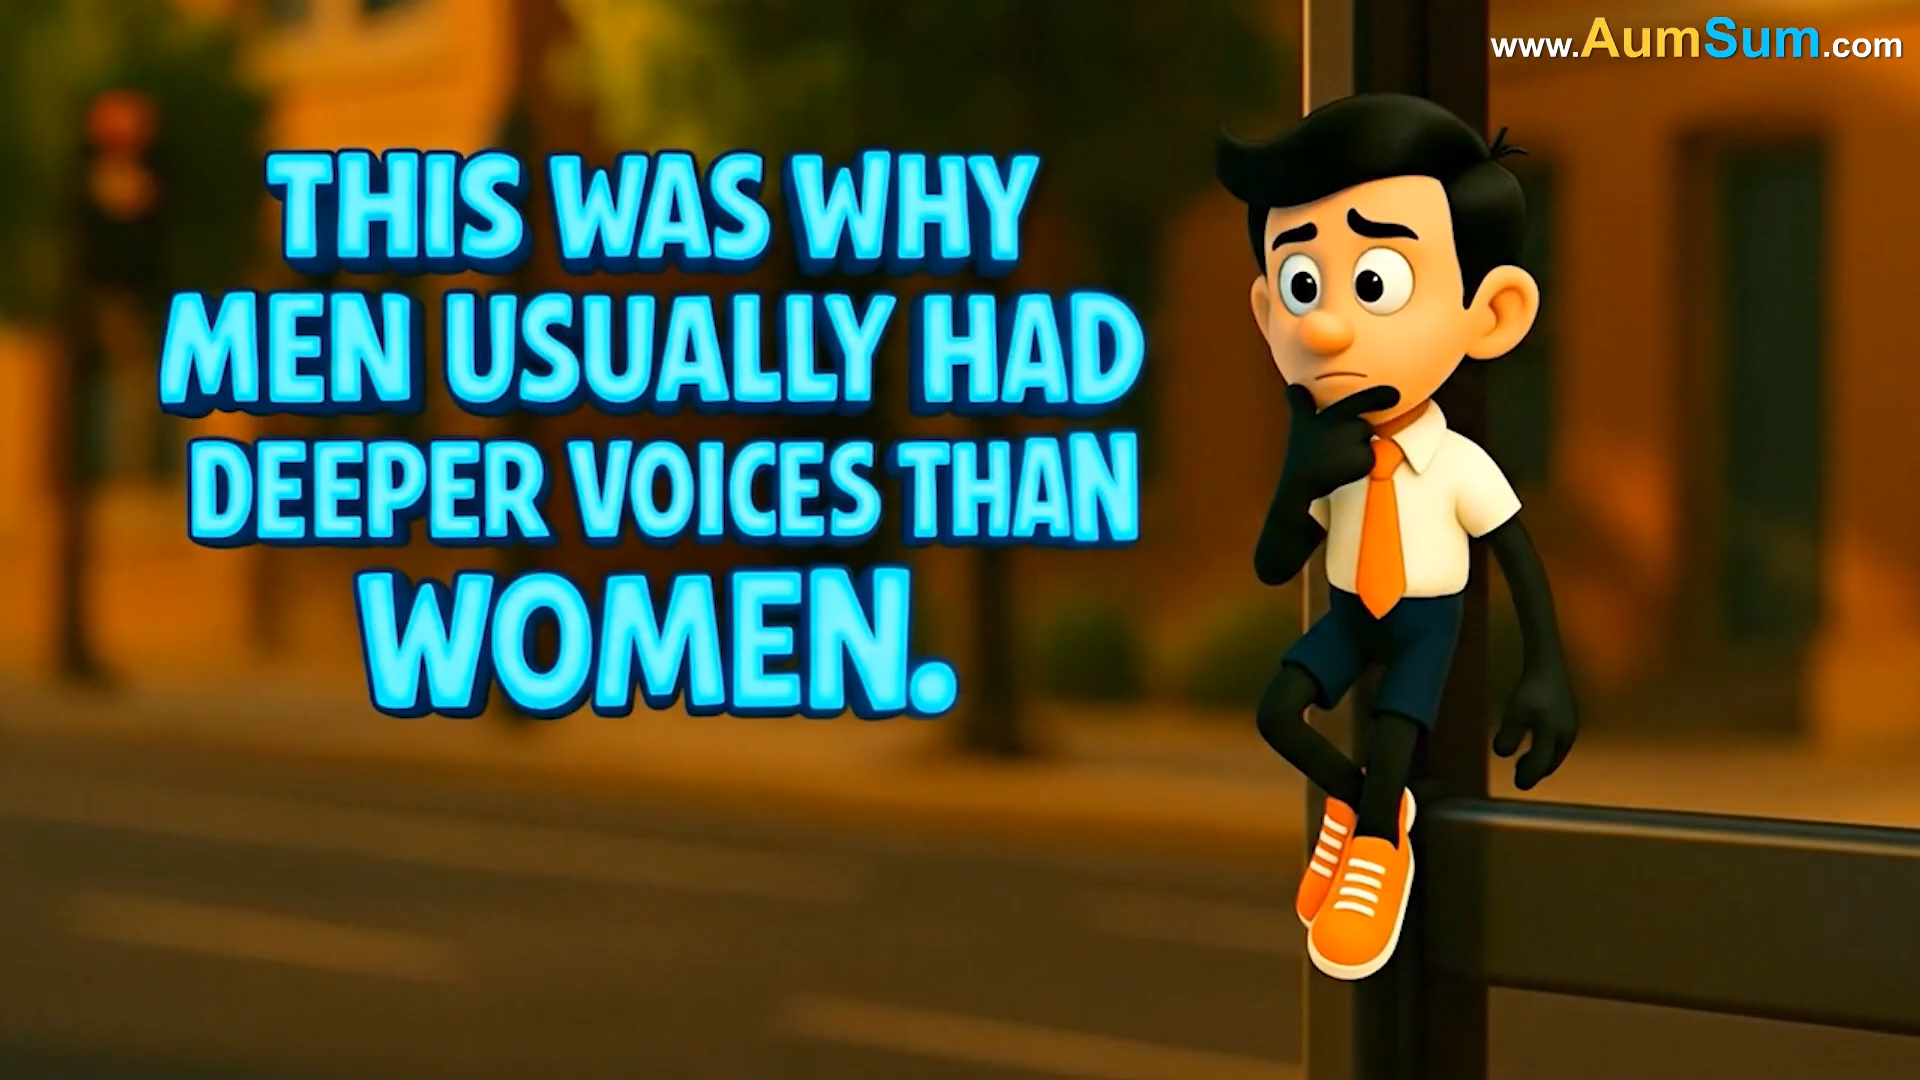 www.AumSum.com
THIS WAS WHY
MEN USUALLY HAD
DEEPER VOICES THAN
WOMEN.